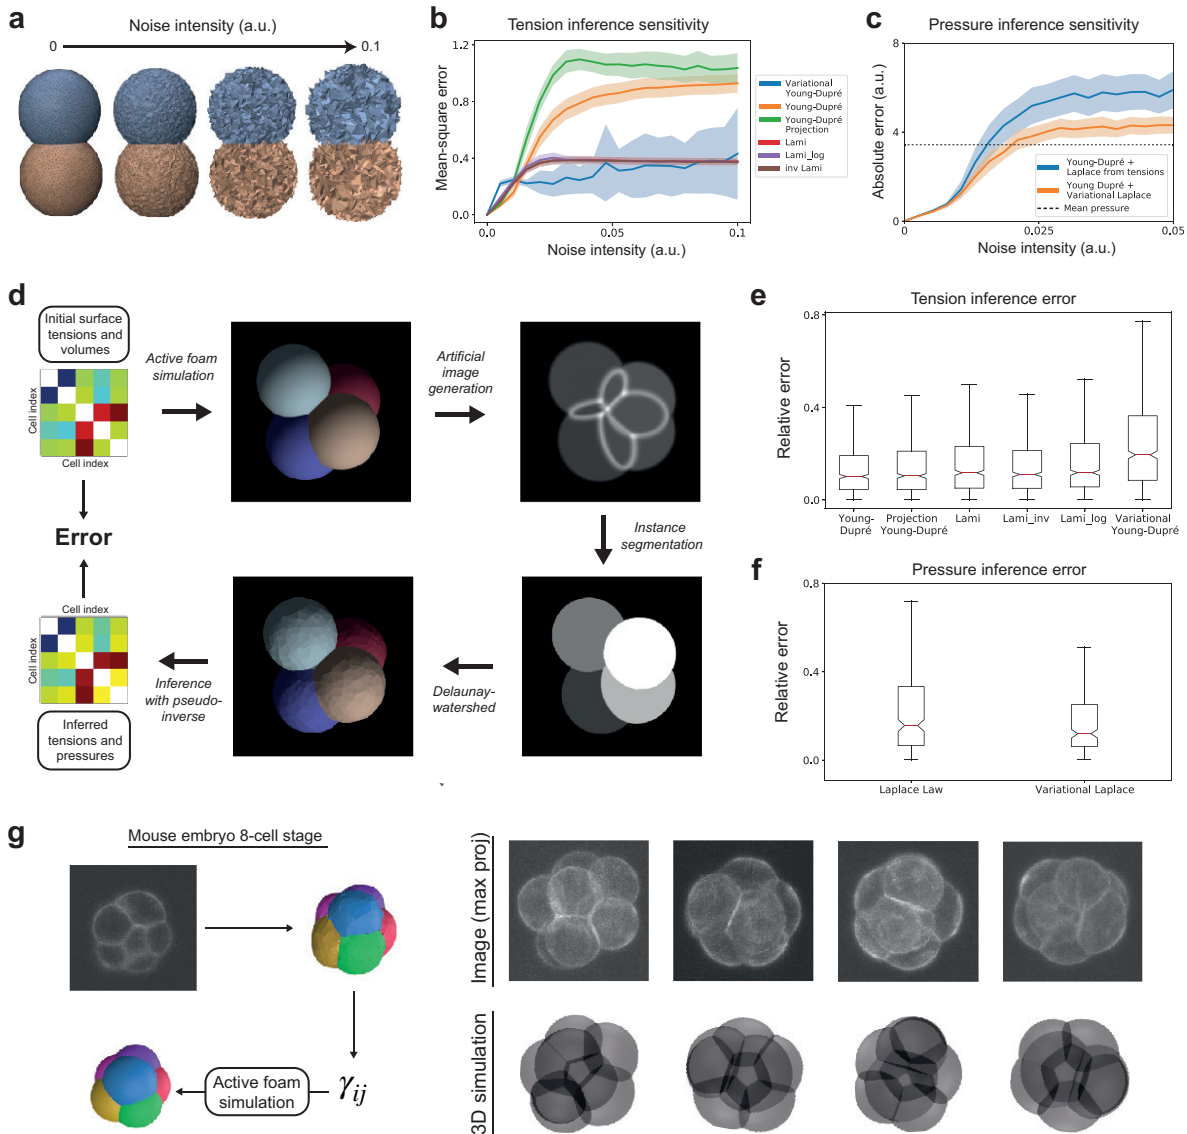 a
Noise intensity (a.u.)
0
0.1
b
Tension inference sensitivity
Mean-square error
1.2
0.8
0.4
0.0
0.0
0.05
0.1
Noise intensity (a.u.)
Variational
Young-Dupré
Young-Dupré
Young-Dupré
Projection
Lami
Lami_log
inv Lami
c
Pressure inference sensitivity
Absolute error (a.u.)
8
4
0
0
0.025
0.05
Noise intensity (a.u.)
Young-Dupré +
Laplace from tensions
Young Dupré +
Variational Laplace
Mean pressure
d
Initial surface
tensions and
volumes
Cell index
Cell index
Active foam
simulation
Artificial
image
generation
Instance
segmentation
Delaunay-
watershed
Inference
with pseudo-
inverse
Error
Cell index
Cell index
Inferred
tensions and
pressures
e
Tension inference error
Relative error
0.8
0.4
0.0
Young-
Dupré
Projection
Young-Dupré
Lami
Lami_inv
Lami_log
Variational
Young-Dupré
f
Pressure inference error
Relative error
0.8
0.4
0.0
Laplace Law
Variational Laplace
g
Mouse embryo 8-cell stage
γij
Active foam
simulation
Image (max proj)
3D simulation